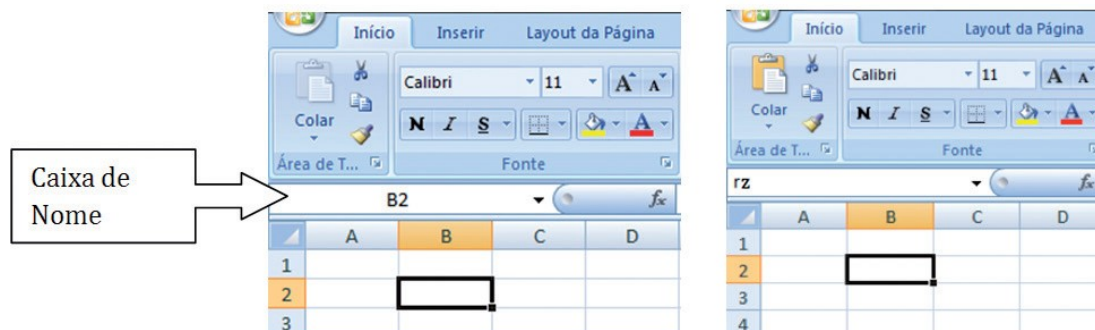 Caixa de
Nome
Início Inserir Layout da Página
Calibri 11 A A
Colar
N I S A
Área de T... Fonte
B2 fx
A B C D
1
2
3
Início Inserir Layout da Página
Calibri 11 A A
Colar
N I S A
Área de T... Fonte
rz fx
A B C D
1
2
3
4